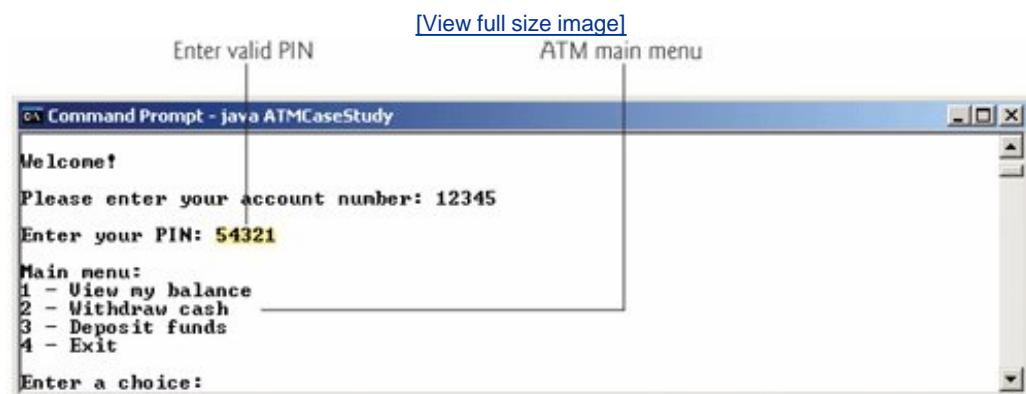 [View full size image]
Enter valid PIN
ATM main menu
Command Prompt - java ATMCaseStudy
Welcome!
Please enter your account number: 12345
Enter your PIN: 54321
Main menu:
1 - View my balance
2 - Withdraw cash
3 - Deposit funds
4 - Exit
Enter a choice: